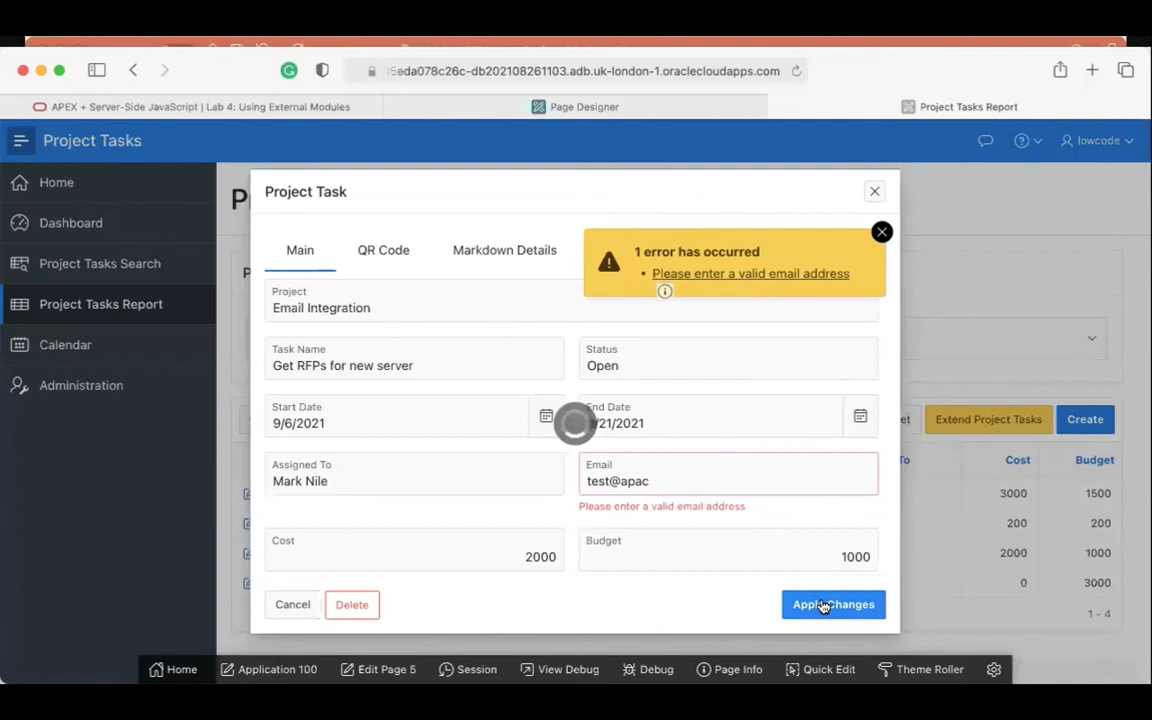 5eda078c26c-db202108261103.adb.uk-london-1.oraclecloudapps.com
APEX + Server-Side JavaScript | Lab 4: Using External Modules
Page Designer
Project Tasks Report
Project Tasks
lowcode
Home
Dashboard
Project Tasks Search
Project Tasks Report
Calendar
Administration
Project Task
Main
QR Code
Markdown Details
1 error has occurred
• Please enter a valid email address
Project
Email Integration
Task Name
Get RFPs for new server
Status
Open
Start Date
9/6/2021
End Date
/21/2021
Assigned To
Mark Nile
Email
test@apac
Please enter a valid email address
Cost
2000
Budget
1000
Cancel
Delete
Apply Changes
et
Extend Project Tasks
Create
To
Cost
Budget
3000
1500
200
200
2000
1000
0
3000
1 - 4
Home
Application 100
Edit Page 5
Session
View Debug
Debug
Page Info
Quick Edit
Theme Roller